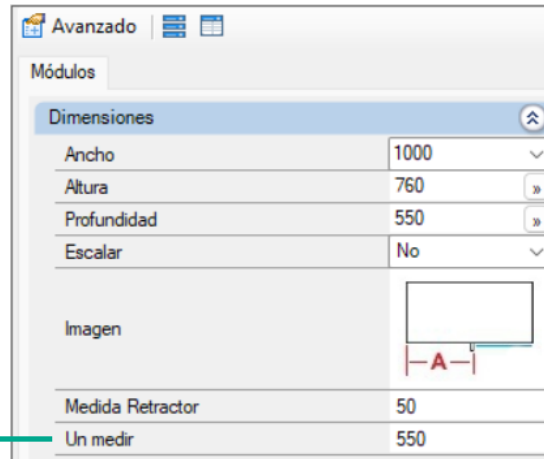 Avanzado
Módulos
Dimensiones
Ancho 1000
Altura 760
Profundidad 550
Escalar No
Imagen
A
Medida Retractor 50
Un medir 550